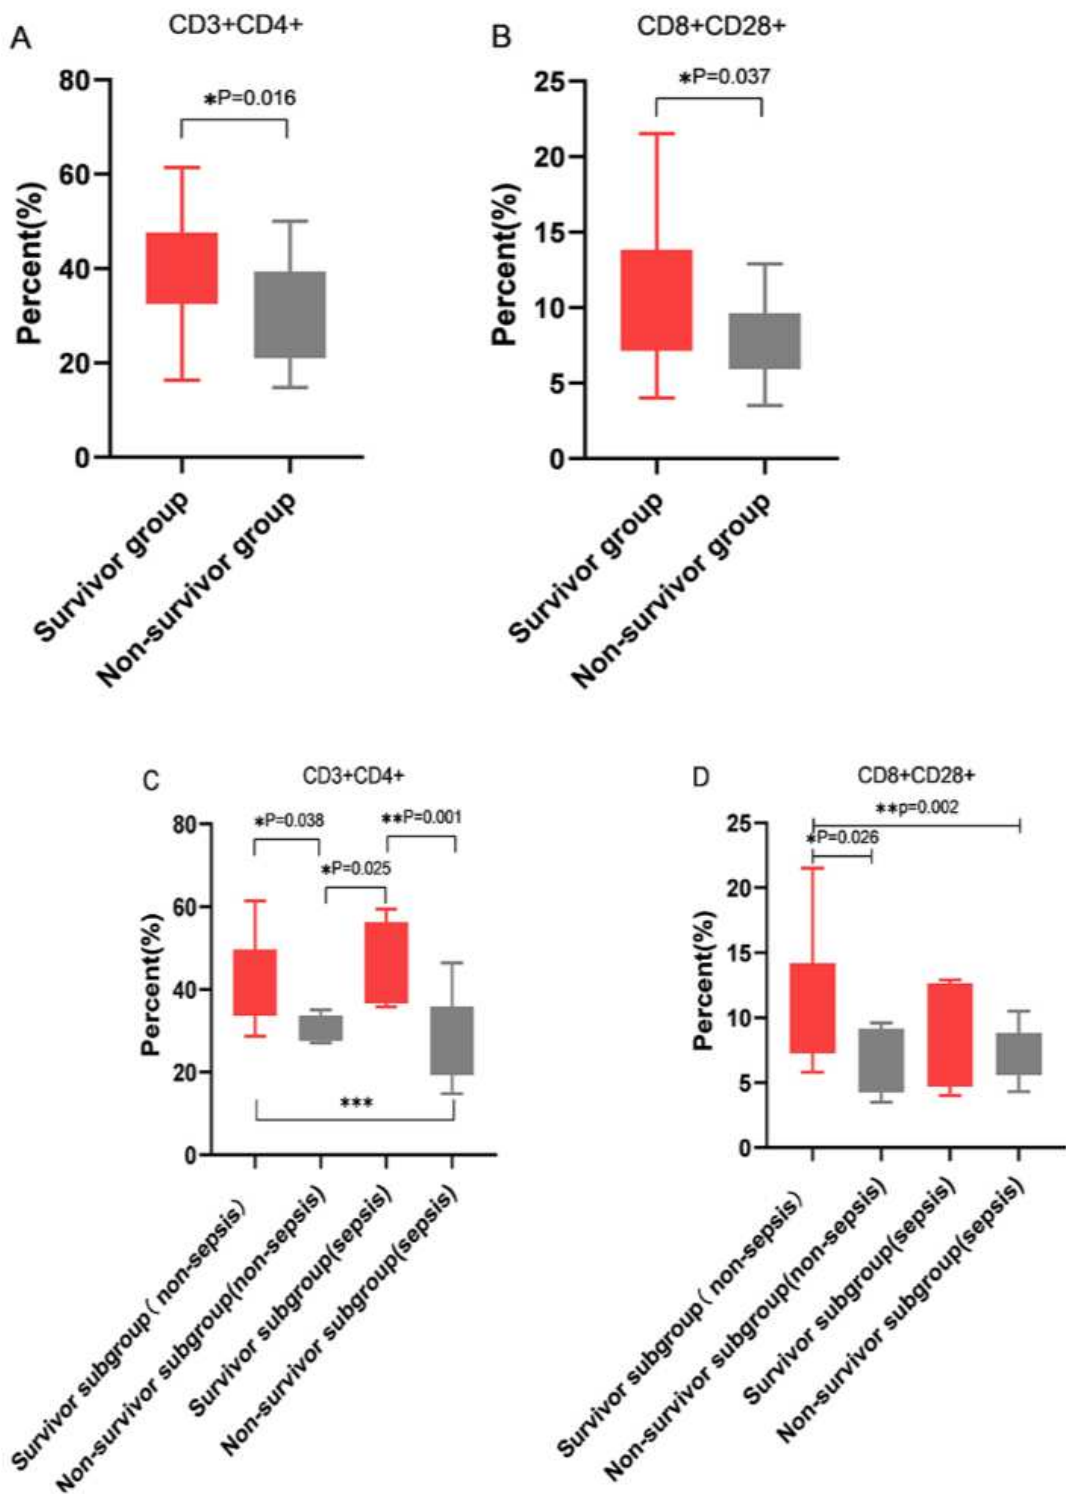 A
CD3+CD4+
*P=0.016
Percent(%)
80
60
40
20
0
Survivor group
Non-survivor group
B
CD8+CD28+
*P=0.037
Percent(%)
25
20
15
10
5
0
Survivor group
Non-survivor group
C
CD3+CD4+
*P=0.038
**P=0.001
*P=0.025
***
Percent(%)
80
60
40
20
0
Survivor subgroup( non-sepsis)
Non-survivor subgroup(non-sepsis)
Survivor subgroup(sepsis)
Non-survivor subgroup(sepsis)
D
CD8+CD28+
**p=0.002
*P=0.026
Percent(%)
25
20
15
10
5
0
Survivor subgroup( non-sepsis)
Non-survivor subgroup(non-sepsis)
Survivor subgroup(sepsis)
Non-survivor subgroup(sepsis)